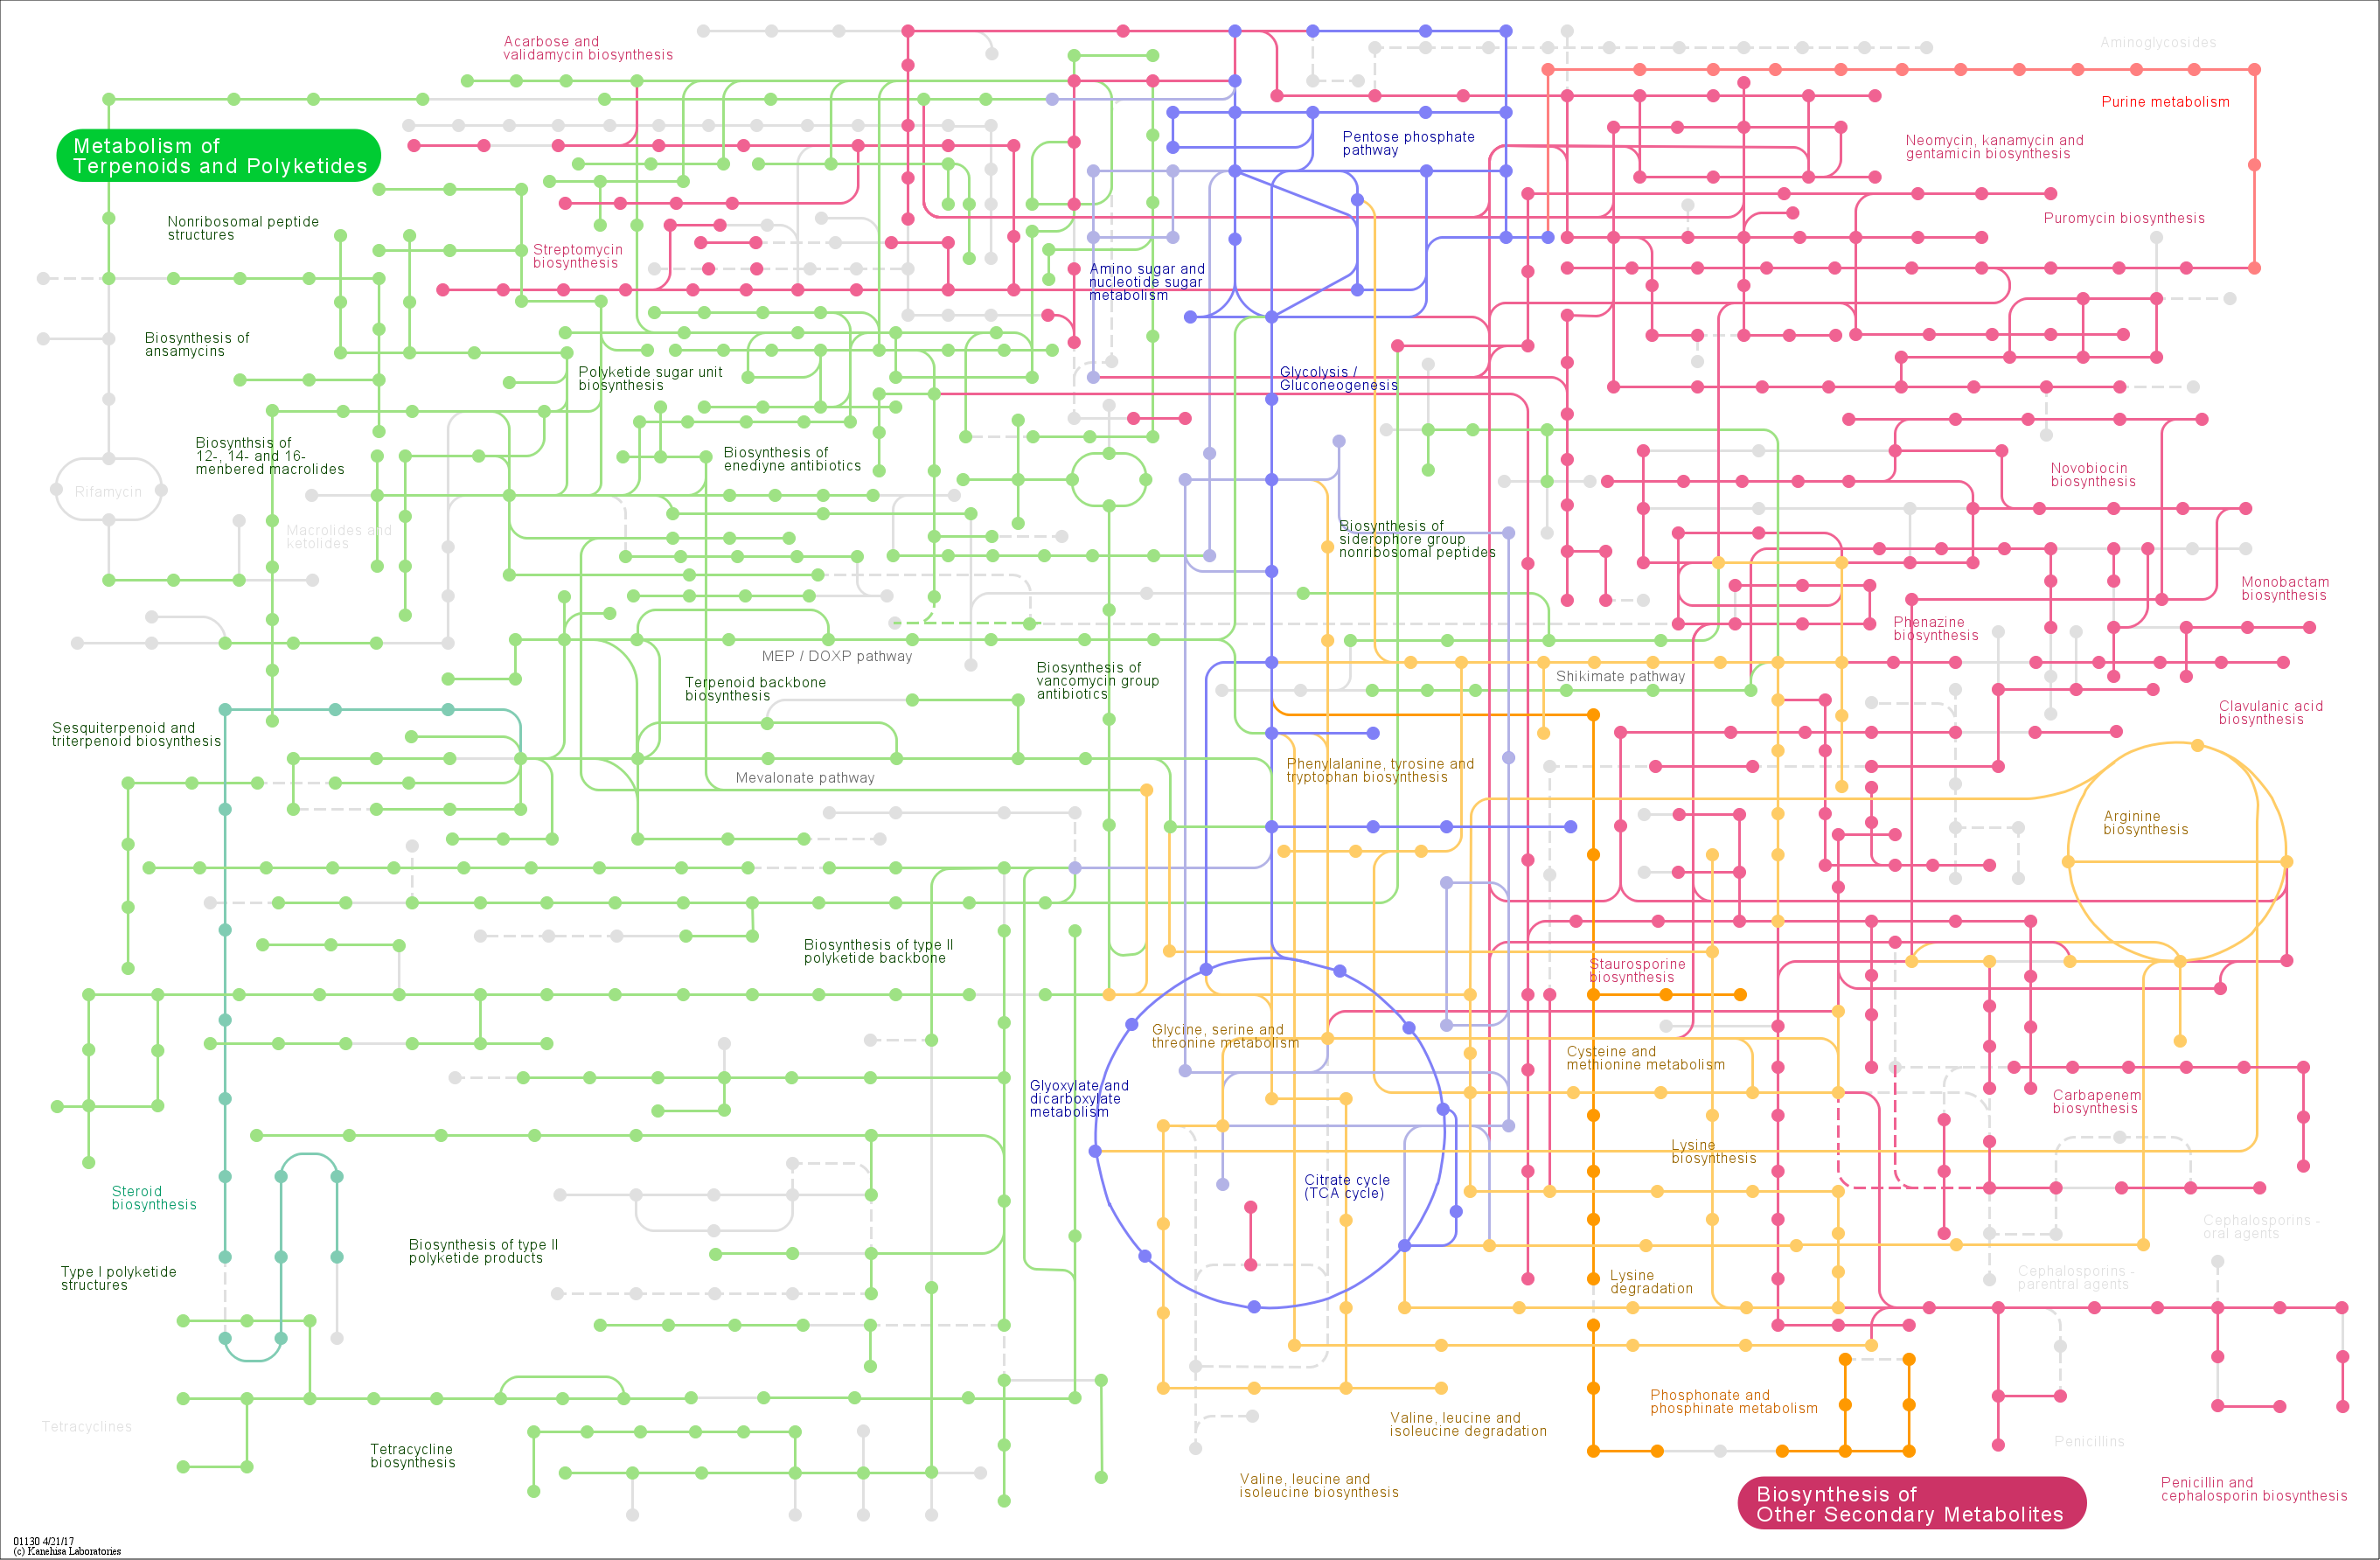 Acarbose and
validamycin biosynthesis
Aminoglycosides
Purine metabolism
Metabolism of
Terpenoids and Polyketides
Pentose phosphate
pathway
Neomycin, kanamycin and
gentamicin biosynthesis
Nonribosomal peptide
structures
Puromycin biosynthesis
Streptomycin
biosynthesis
Amino sugar and
nucleotide sugar
metabolism
Biosynthesis of
ansamycins
Polyketide sugar unit
biosynthesis
Glycolysis /
Gluconeogenesis
Biosynthsis of
12-, 14- and 16-
menbered macrolides
Biosynthesis of
enediyne antibiotics
Novobiocin
biosynthesis
Rifamycin
Macrolides and
ketolides
Biosynthesis of
siderophore group
nonribosomal peptides
Monobactam
biosynthesis
Phenazine
biosynthesis
MEP / DOXP pathway
Terpenoid backbone
biosynthesis
Biosynthesis of
vancomycin group
antibiotics
Shikimate pathway
Sesquiterpenoid and
triterpenoid biosynthesis
Clavulanic acid
biosynthesis
Mevalonate pathway
Phenylalanine, tyrosine and
tryptophan biosynthesis
Arginine
biosynthesis
Biosynthesis of type II
polyketide backbone
Staurosporine
biosynthesis
Glycine, serine and
threonine metabolism
Cysteine and
methionine metabolism
Glyoxylate and
dicarboxylate
metabolism
Carbapenem
biosynthesis
Lysine
biosynthesis
Steroid
biosynthesis
Citrate cycle
(TCA cycle)
Cephalosporins -
oral agents
Biosynthesis of type II
polyketide products
Type I polyketide
structures
Cephalosporins -
parentral agents
Lysine
degradation
Phosphonate and
phosphinate metabolism
Tetracyclines
Valine, leucine and
isoleucine degradation
Tetracycline
biosynthesis
Penicillins
Valine, leucine and
isoleucine biosynthesis
Biosynthesis of
Other Secondary Metabolites
Penicillin and
cephalosporin biosynthesis
01130 4/21/17
(c) Kanehisa Laboratories